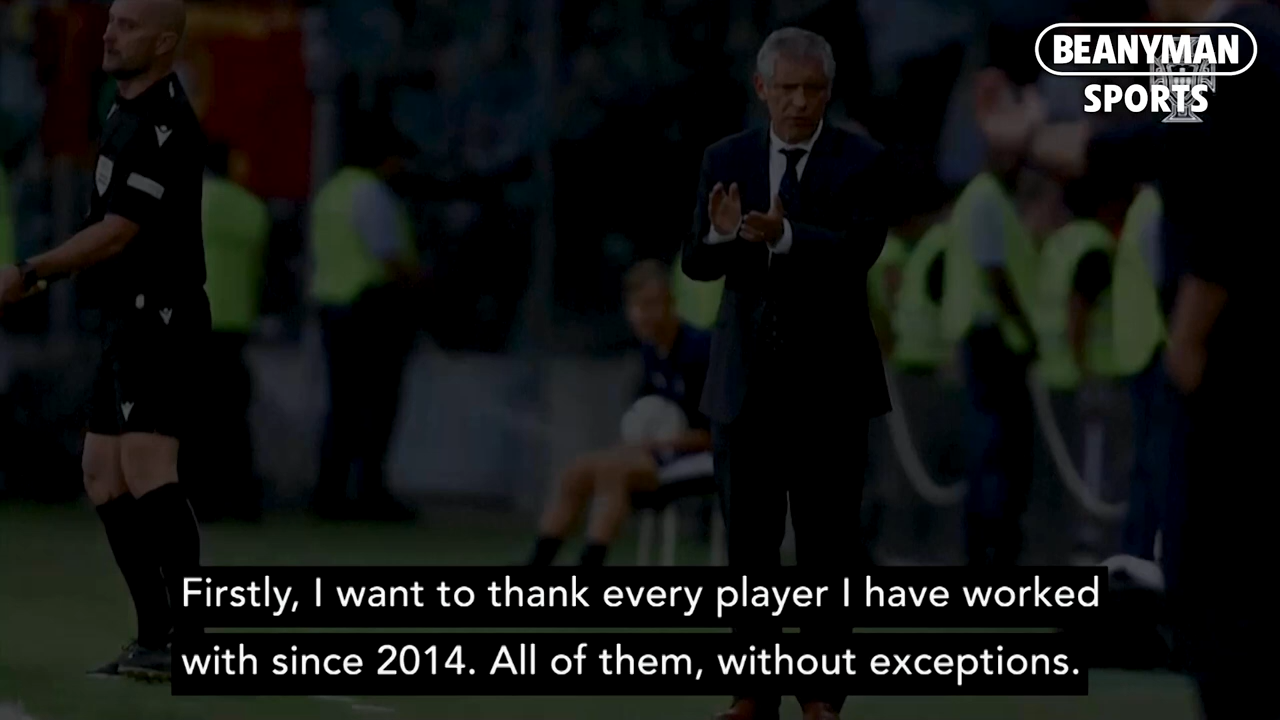 BEANYMAN
SPORTS
Firstly, I want to thank every player I have worked
with since 2014. All of them, without exceptions.